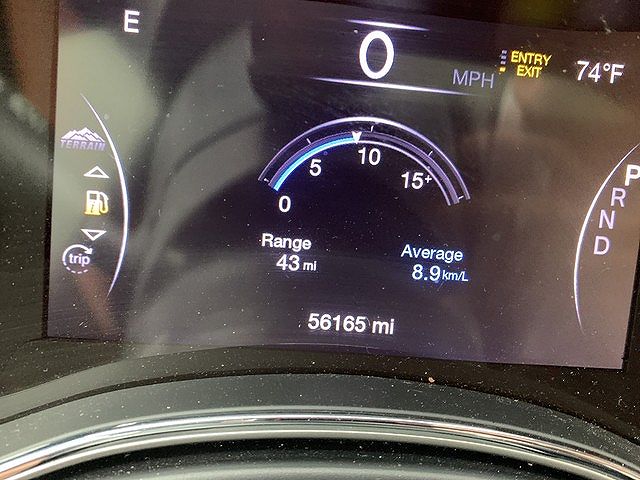 E
0
MPH
ENTRY
EXIT
74°F
TERRAIN
5
10
15+
0
P
R
N
D
trip
Range
43 mi
Average
8.9 km/L
56165 mi